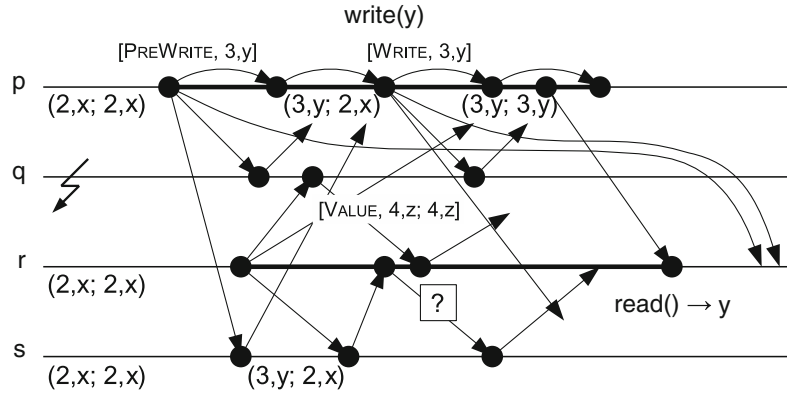 write(y)
[PREWRITE, 3,y] [WRITE, 3,y]
p
(2,x; 2,x) (3,y; 2,x) (3,y; 3,y)
q
[VALUE, 4,z; 4,z]
r
(2,x; 2,x) ? read() → y
s
(2,x; 2,x) (3,y; 2,x)